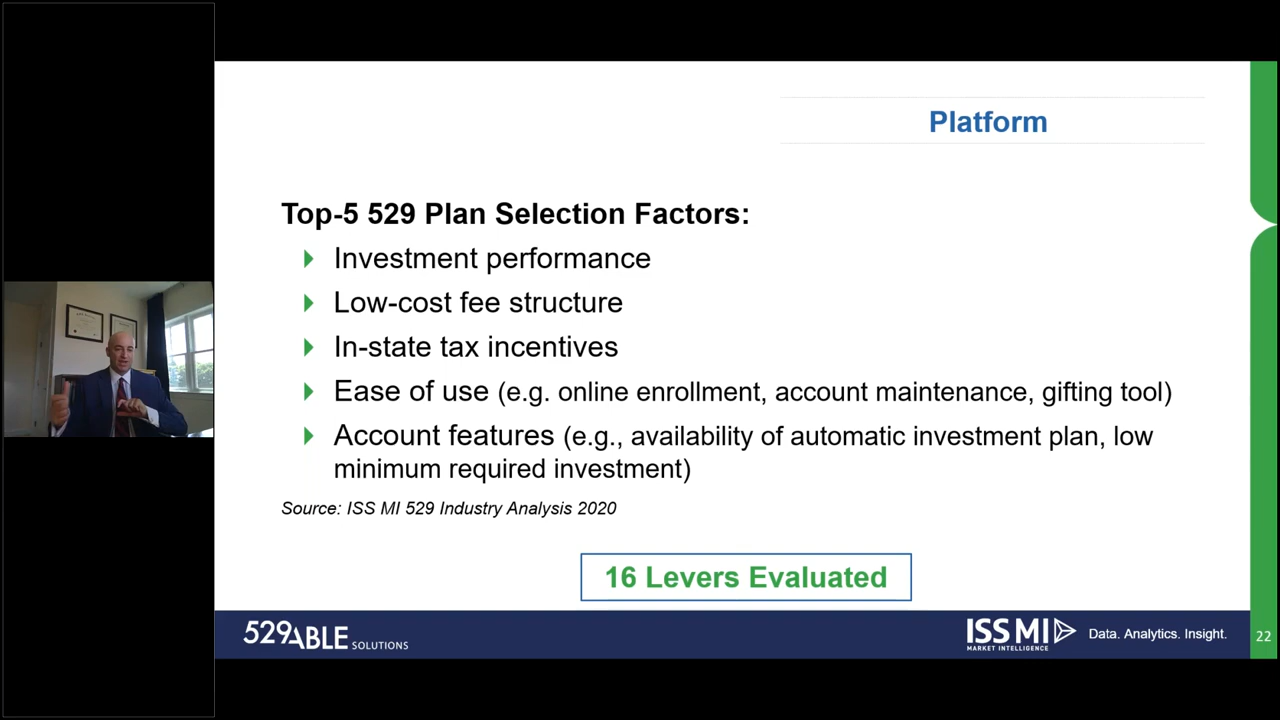 Platform
Top-5 529 Plan Selection Factors:
Investment performance
Low-cost fee structure
In-state tax incentives
Ease of use (e.g. online enrollment, account maintenance, gifting tool)
Account features (e.g., availability of automatic investment plan, low
minimum required investment)
Source: ISS MI 529 Industry Analysis 2020
16 Levers Evaluated
529 ABLE SOLUTIONS
ISS MI
MARKET INTELLIGENCE
Data. Analytics. Insight.
22